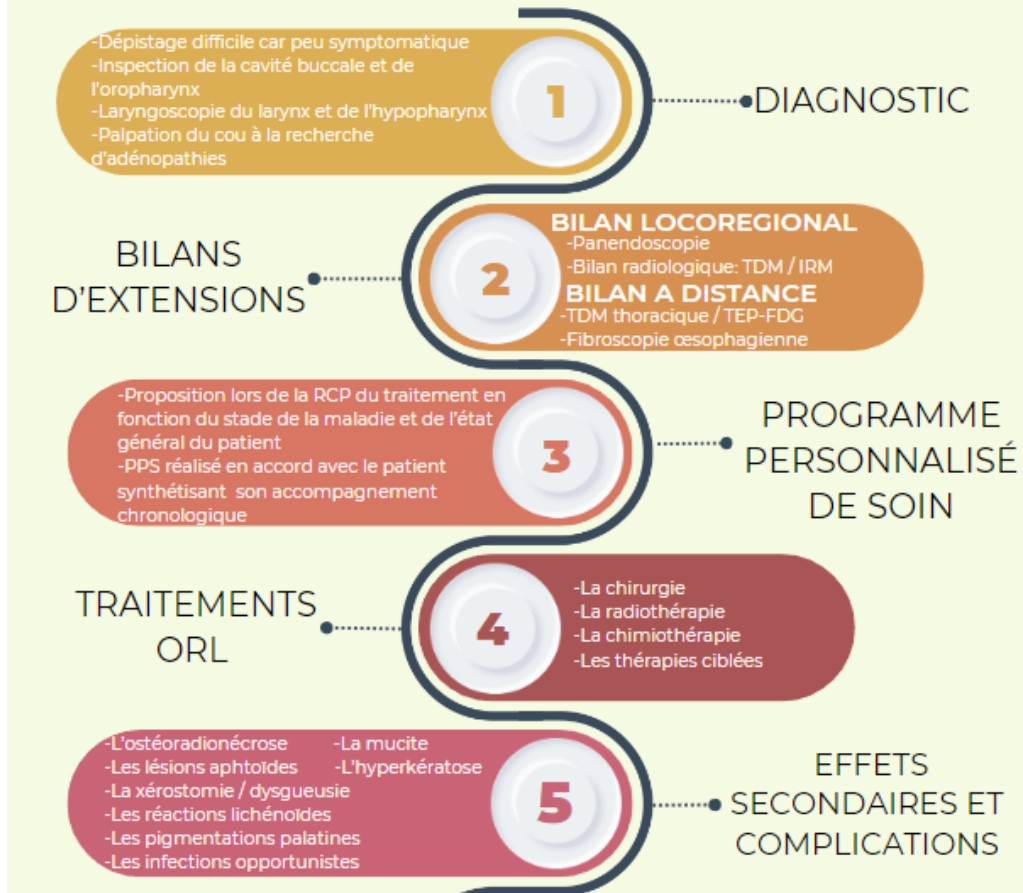 -Dépistage difficile car peu symptomatique
-Inspection de la cavité buccale et de
l'oropharynx
-Laryngoscopie du larynx et de l'hypopharynx
-Palpation du cou à la recherche
d'adénopathies
1
DIAGNOSTIC
BILANS
D'EXTENSIONS
2
BILAN LOCOREGIONAL
-Panendoscopie
-Bilan radiologique: TDM / IRM
BILAN A DISTANCE
-TDM thoracique / TEP-FDG
-Fibroscopie œsophagienne
-Proposition lors de la RCP du traitement en
fonction du stade de la maladie et de l'état
général du patient
-PPS réalisé en accord avec le patient
synthétisant son accompagnement
chronologique
3
PROGRAMME
PERSONNALISÉ
DE SOIN
TRAITEMENTS
ORL
4
-La chirurgie
-La radiothérapie
-La chimiothérapie
-Les thérapies ciblées
-L'ostéoradionécrose -La mucite
-Les lésions aphtoïdes -L'hyperkératose
-La xérostomie / dysgueusie
-Les réactions lichénoïdes
-Les pigmentations palatines
-Les infections opportunistes
5
EFFETS
SECONDAIRES ET
COMPLICATIONS